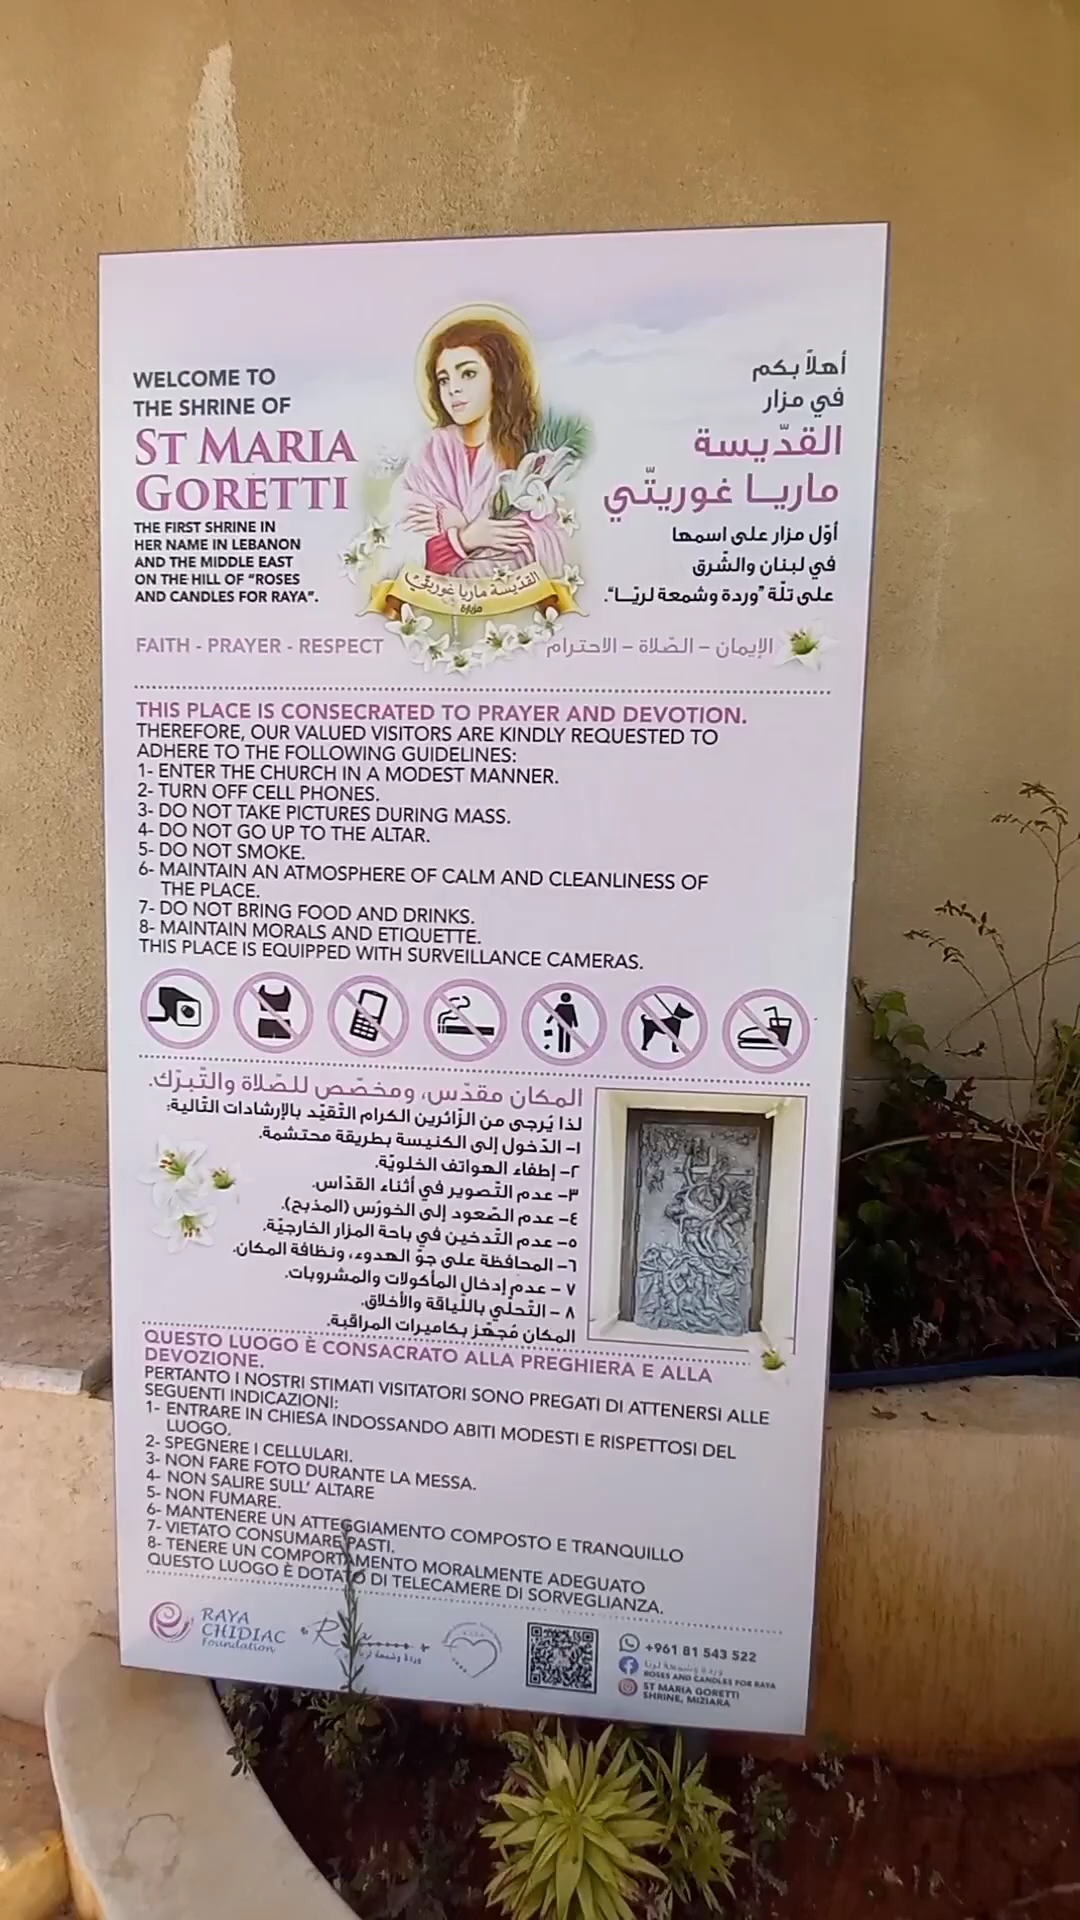 WELCOME TO
THE SHRINE OF
ST MARIA
GORETTI
THE FIRST SHRINE IN
HER NAME IN LEBANON
AND THE MIDDLE EAST
ON THE HILL OF "ROSES
AND CANDLES FOR RAYA".
FAITH - PRAYER - RESPECT
القدّيسة ماريا غوريتّي
مزيارة
أهلاً بكم
في مزار
القدّيسة
ماريا غوريتّي
أوّل مزار على اسمها
في لبنان والشّرق
على تلّة "وردة وشمعة لريّا".
الإيمان – الصّلاة – الاحترام
THIS PLACE IS CONSECRATED TO PRAYER AND DEVOTION.
THEREFORE, OUR VALUED VISITORS ARE KINDLY REQUESTED TO
ADHERE TO THE FOLLOWING GUIDELINES:
1- ENTER THE CHURCH IN A MODEST MANNER.
2- TURN OFF CELL PHONES.
3- DO NOT TAKE PICTURES DURING MASS.
4- DO NOT GO UP TO THE ALTAR.
5- DO NOT SMOKE.
6- MAINTAIN AN ATMOSPHERE OF CALM AND CLEANLINESS OF
THE PLACE.
7- DO NOT BRING FOOD AND DRINKS.
8- MAINTAIN MORALS AND ETIQUETTE.
THIS PLACE IS EQUIPPED WITH SURVEILLANCE CAMERAS.
المكان مقدّس، ومخصّص للصّلاة والتّبرّك.
لذا يُرجى من الزّائرين الكرام التّقيّد بالإرشادات التّالية:
١- الدّخول إلى الكنيسة بطريقة محتشمة.
٢- إطفاء الهواتف الخلويّة.
٣- عدم التّصوير في أثناء القدّاس.
٤- عدم الصّعود إلى الخورُس (المذبح).
٥- عدم التّدخين في باحة المزار الخارجيّة.
٦- المحافظة على جوّ الهدوء، ونظافة المكان.
٧ - عدم إدخال المأكولات والمشروبات.
٨ - التّحلّي باللّياقة والأخلاق.
المكان مُجهّز بكاميرات المراقبة.
QUESTO LUOGO È CONSACRATO ALLA PREGHIERA E ALLA
DEVOZIONE.
PERTANTO I NOSTRI STIMATI VISITATORI SONO PREGATI DI ATTENERSI ALLE
SEGUENTI INDICAZIONI:
1- ENTRARE IN CHIESA INDOSSANDO ABITI MODESTI E RISPETTOSI DEL
LUOGO.
2- SPEGNERE I CELLULARI.
3- NON FARE FOTO DURANTE LA MESSA.
4- NON SALIRE SULL' ALTARE
5- NON FUMARE.
6- MANTENERE UN ATTEGGIAMENTO COMPOSTO E TRANQUILLO
7- VIETATO CONSUMARE PASTI.
8- TENERE UN COMPORTAMENTO MORALMENTE ADEGUATO
QUESTO LUOGO È DOTATO DI TELECAMERE DI SORVEGLIANZA.
RAYA
CHIDIAC
Foundation
+961 81 543 522
وردة وشمعة لريّا
ROSES AND CANDLES FOR RAYA
ST MARIA GORETTI
SHRINE, MIZIARA